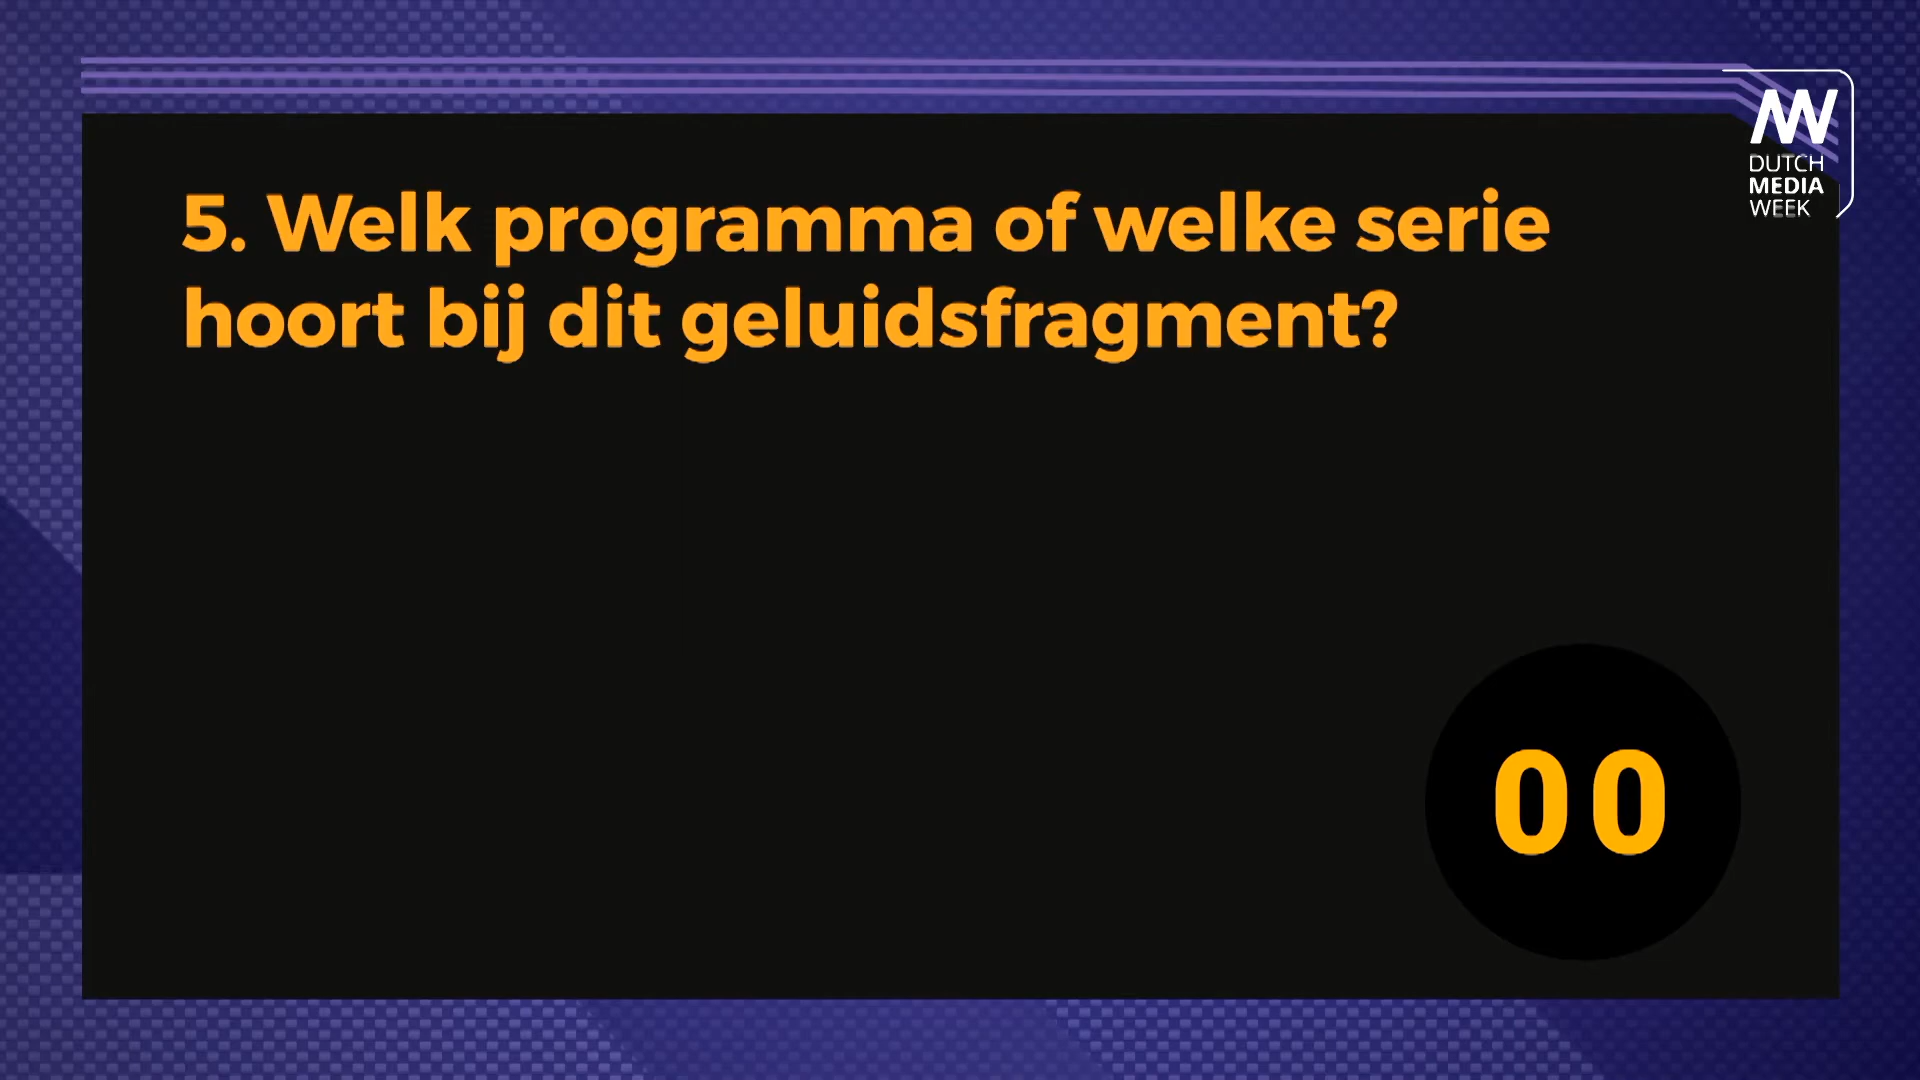 5. Welk programma of welke serie
hoort bij dit geluidsfragment?
DUTCH
MEDIA
WEEK
00